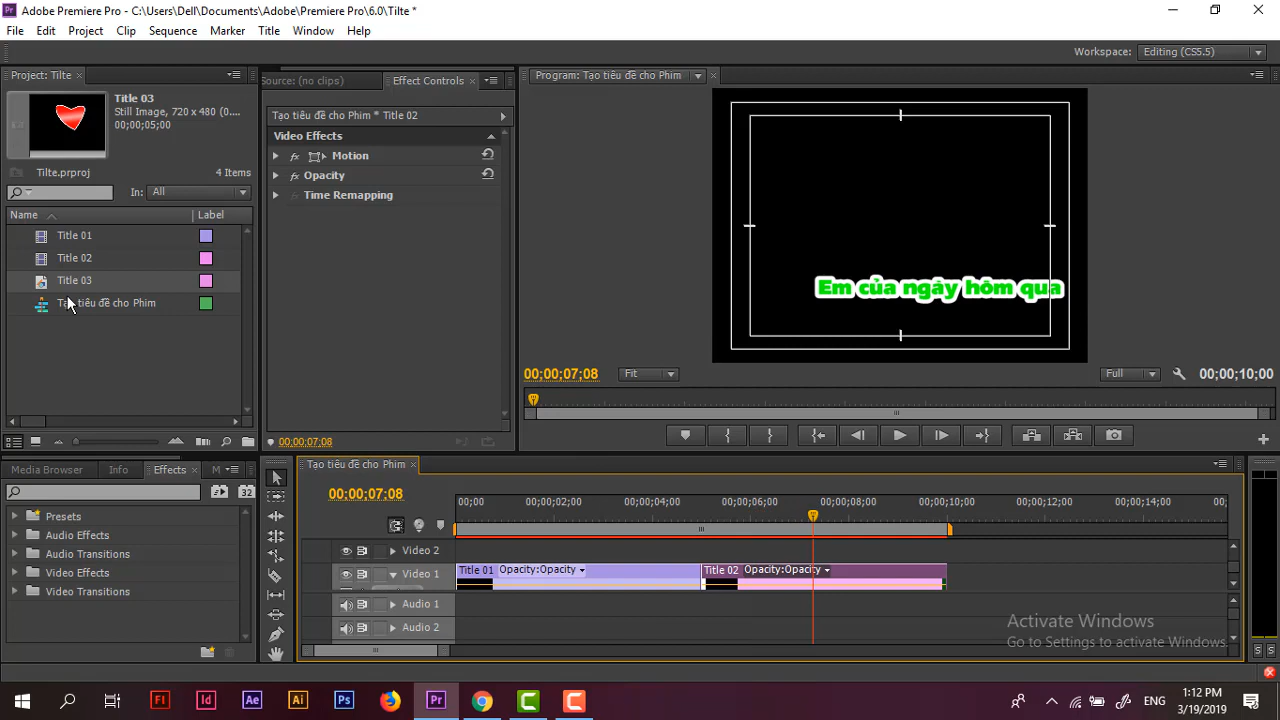 Adobe Premiere Pro - C:\Users\Dell\Documents\Adobe\Premiere Pro\6.0\Tilte *
File Edit Project Clip Sequence Marker Title Window Help
Workspace: Editing (CS5.5)
Project: Tilte
Title 03
Still Image, 720 x 480 (0....
00;00;05;00
Tilte.prproj 4 Items
In: All
Name Label
Title 01
Title 02
Title 03
Tạo tiêu đề cho Phim
Source: (no clips) Effect Controls
Tạo tiêu đề cho Phim * Title 02
Video Effects
fx Motion
fx Opacity
Time Remapping
00;00;07;08
Program: Tạo tiêu đề cho Phim
Em của ngày hôm qua
00;00;07;08 Fit Full 00;00;10;00
Media Browser Info Effects M
32
Presets
Audio Effects
Audio Transitions
Video Effects
Video Transitions
Tạo tiêu đề cho Phim
00;00;07;08
00;00 00;00;02;00 00;00;04;00 00;00;06;00 00;00;08;00 00;00;10;00 00;00;12;00 00;00;14;00 00;
Video 2
Video 1 Title 01 Opacity:Opacity Title 02 Opacity:Opacity
Audio 1
Audio 2
S S
Activate Windows
Go to Settings to activate Windows.
Fl Id Ae Ai Ps Pr C C ENG
1:12 PM
3/19/2019